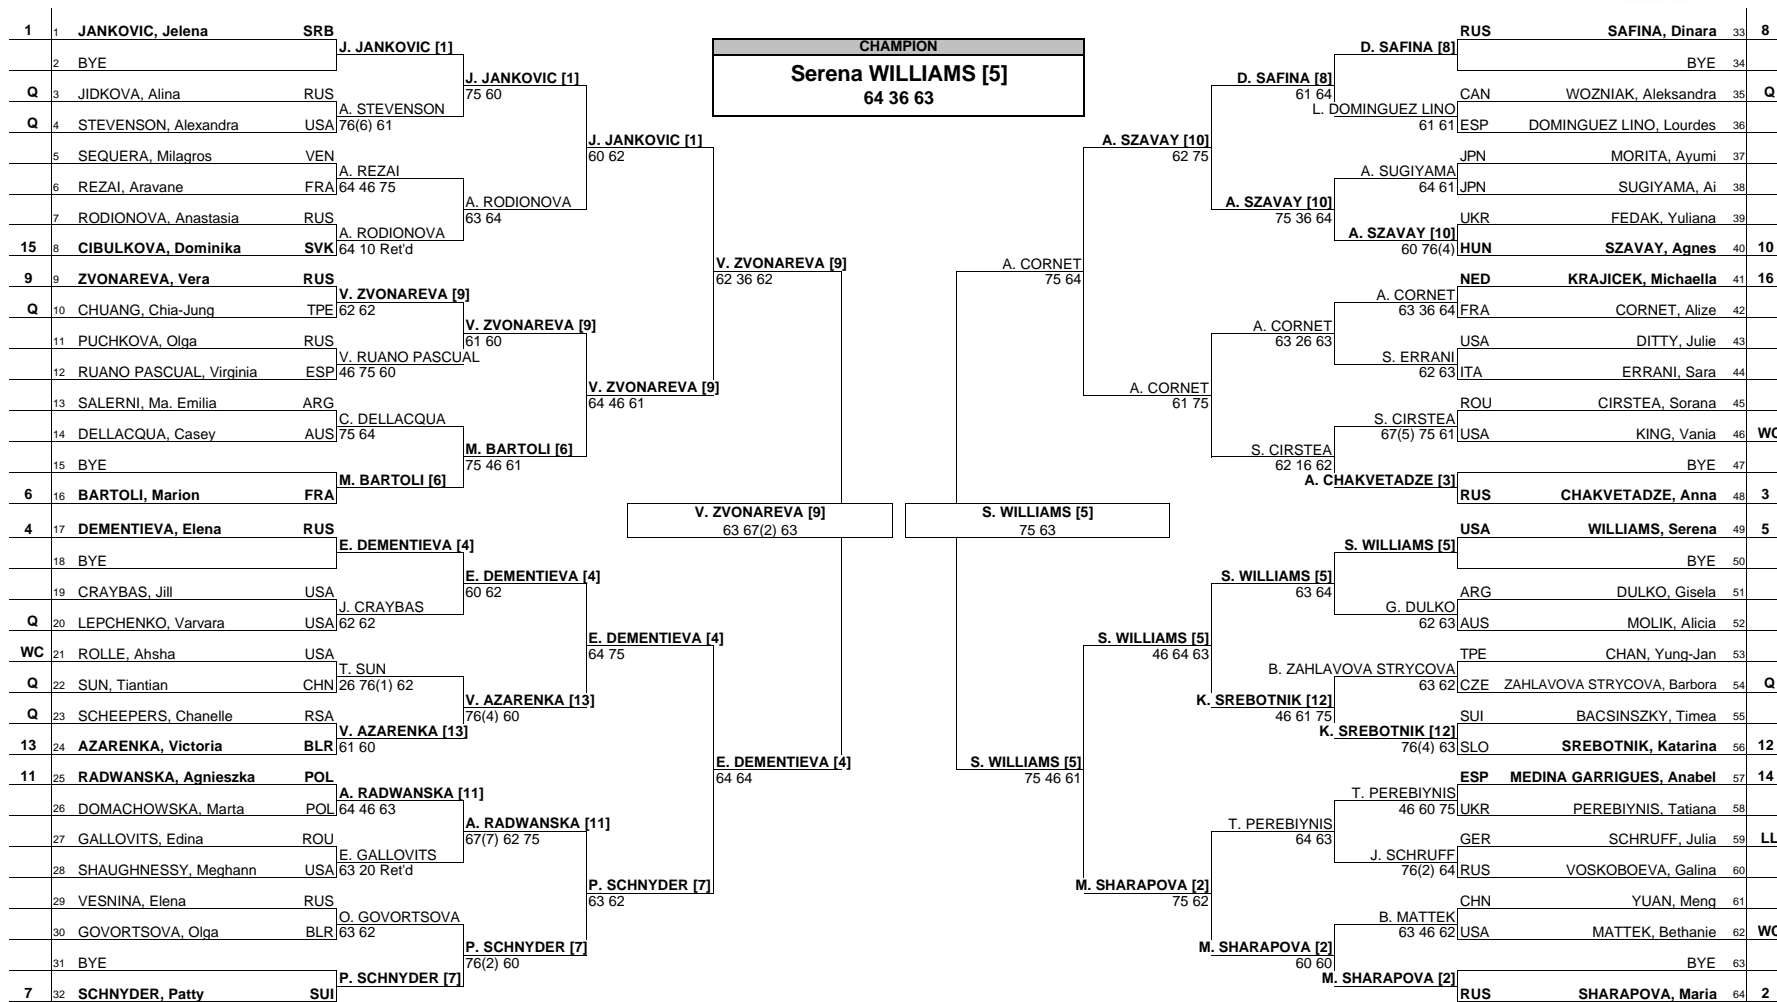 CHAMPION
Serena WILLIAMS [5]
64 36 63
1 1 JANKOVIC, Jelena SRB
2 BYE
Q 3 JIDKOVA, Alina RUS
Q 4 STEVENSON, Alexandra USA
5 SEQUERA, Milagros VEN
6 REZAI, Aravane FRA
7 RODIONOVA, Anastasia RUS
15 8 CIBULKOVA, Dominika SVK
9 9 ZVONAREVA, Vera RUS
Q 10 CHUANG, Chia-Jung TPE
11 PUCHKOVA, Olga RUS
12 RUANO PASCUAL, Virginia ESP
13 SALERNI, Ma. Emilia ARG
14 DELLACQUA, Casey AUS
15 BYE
6 16 BARTOLI, Marion FRA
4 17 DEMENTIEVA, Elena RUS
18 BYE
19 CRAYBAS, Jill USA
Q 20 LEPCHENKO, Varvara USA
WC 21 ROLLE, Ahsha USA
Q 22 SUN, Tiantian CHN
Q 23 SCHEEPERS, Chanelle RSA
13 24 AZARENKA, Victoria BLR
11 25 RADWANSKA, Agnieszka POL
26 DOMACHOWSKA, Marta POL
27 GALLOVITS, Edina ROU
28 SHAUGHNESSY, Meghann USA
29 VESNINA, Elena RUS
30 GOVORTSOVA, Olga BLR
31 BYE
7 32 SCHNYDER, Patty SUI
J. JANKOVIC [1]
A. STEVENSON
76(6) 61
A. REZAI
64 46 75
A. RODIONOVA
64 10 Ret'd
V. ZVONAREVA [9]
62 62
V. RUANO PASCUAL
46 75 60
C. DELLACQUA
75 64
M. BARTOLI [6]
E. DEMENTIEVA [4]
J. CRAYBAS
62 62
T. SUN
26 76(1) 62
V. AZARENKA [13]
61 60
A. RADWANSKA [11]
64 46 63
E. GALLOVITS
63 20 Ret'd
O. GOVORTSOVA
63 62
P. SCHNYDER [7]
J. JANKOVIC [1]
75 60
A. RODIONOVA
63 64
V. ZVONAREVA [9]
61 60
M. BARTOLI [6]
75 46 61
E. DEMENTIEVA [4]
60 62
V. AZARENKA [13]
76(4) 60
A. RADWANSKA [11]
67(7) 62 75
P. SCHNYDER [7]
76(2) 60
J. JANKOVIC [1]
60 62
V. ZVONAREVA [9]
64 46 61
E. DEMENTIEVA [4]
64 75
P. SCHNYDER [7]
63 62
V. ZVONAREVA [9]
62 36 62
E. DEMENTIEVA [4]
64 64
V. ZVONAREVA [9]
63 67(2) 63
S. WILLIAMS [5]
75 63
A. CORNET
75 64
S. WILLIAMS [5]
75 46 61
A. SZAVAY [10]
62 75
A. CORNET
61 75
S. WILLIAMS [5]
46 64 63
M. SHARAPOVA [2]
75 62
D. SAFINA [8]
61 64
A. SZAVAY [10]
75 36 64
A. CORNET
63 26 63
S. CIRSTEA
62 16 62
S. WILLIAMS [5]
63 64
K. SREBOTNIK [12]
46 61 75
T. PEREBIYNIS
64 63
M. SHARAPOVA [2]
60 60
D. SAFINA [8]
L. DOMINGUEZ LINO
61 61
A. SUGIYAMA
64 61
A. SZAVAY [10]
60 76(4)
A. CORNET
63 36 64
S. ERRANI
62 63
S. CIRSTEA
67(5) 75 61
A. CHAKVETADZE [3]
S. WILLIAMS [5]
G. DULKO
62 63
B. ZAHLAVOVA STRYCOVA
63 62
K. SREBOTNIK [12]
76(4) 63
T. PEREBIYNIS
46 60 75
J. SCHRUFF
76(2) 64
B. MATTEK
63 46 62
M. SHARAPOVA [2]
RUS SAFINA, Dinara 33 8
BYE 34
CAN WOZNIAK, Aleksandra 35 Q
ESP DOMINGUEZ LINO, Lourdes 36
JPN MORITA, Ayumi 37
JPN SUGIYAMA, Ai 38
UKR FEDAK, Yuliana 39
HUN SZAVAY, Agnes 40 10
NED KRAJICEK, Michaella 41 16
FRA CORNET, Alize 42
USA DITTY, Julie 43
ITA ERRANI, Sara 44
ROU CIRSTEA, Sorana 45
USA KING, Vania 46 WC
BYE 47
RUS CHAKVETADZE, Anna 48 3
USA WILLIAMS, Serena 49 5
BYE 50
ARG DULKO, Gisela 51
AUS MOLIK, Alicia 52
TPE CHAN, Yung-Jan 53
CZE ZAHLAVOVA STRYCOVA, Barbora 54 Q
SUI BACSINSZKY, Timea 55
SLO SREBOTNIK, Katarina 56 12
ESP MEDINA GARRIGUES, Anabel 57 14
UKR PEREBIYNIS, Tatiana 58
GER SCHRUFF, Julia 59 LL
RUS VOSKOBOEVA, Galina 60
CHN YUAN, Meng 61
USA MATTEK, Bethanie 62 WC
BYE 63
RUS SHARAPOVA, Maria 64 2